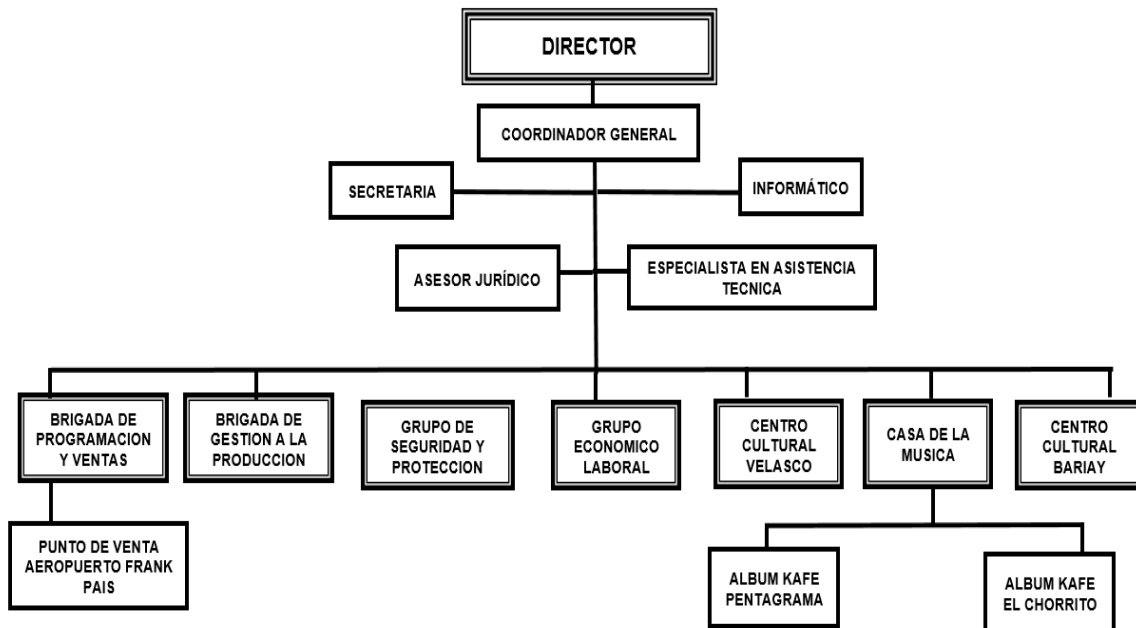 DIRECTOR
COORDINADOR GENERAL
SECRETARIA
INFORMÁTICO
ASESOR JURÍDICO
ESPECIALISTA EN ASISTENCIA
TECNICA
BRIGADA DE
PROGRAMACION
Y VENTAS
BRIGADA DE
GESTION A LA
PRODUCCION
GRUPO DE
SEGURIDAD Y
PROTECCION
GRUPO
ECONOMICO
LABORAL
CENTRO
CULTURAL
VELASCO
CASA DE LA
MUSICA
CENTRO
CULTURAL
BARIAY
PUNTO DE VENTA
AEROPUERTO FRANK
PAIS
ALBUM KAFE
PENTAGRAMA
ALBUM KAFE
EL CHORRITO